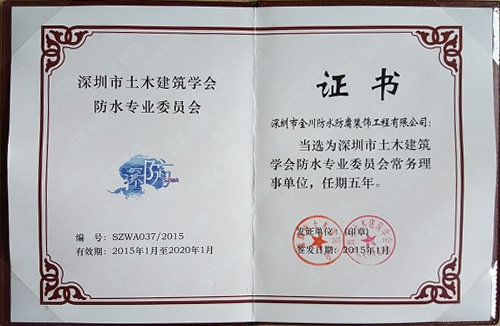 深圳市土木建筑学会
防水专业委员会
深防
编 号: SZWA037/2015
有效期: 2015年1月至2020年1月
证书
深圳市金川防水防腐装饰工程有限公司:
当选为深圳市土木建筑
学会防水专业委员会常务理
事单位,任期五年。
发证单位: (印章)
签发日期: 2015年1月